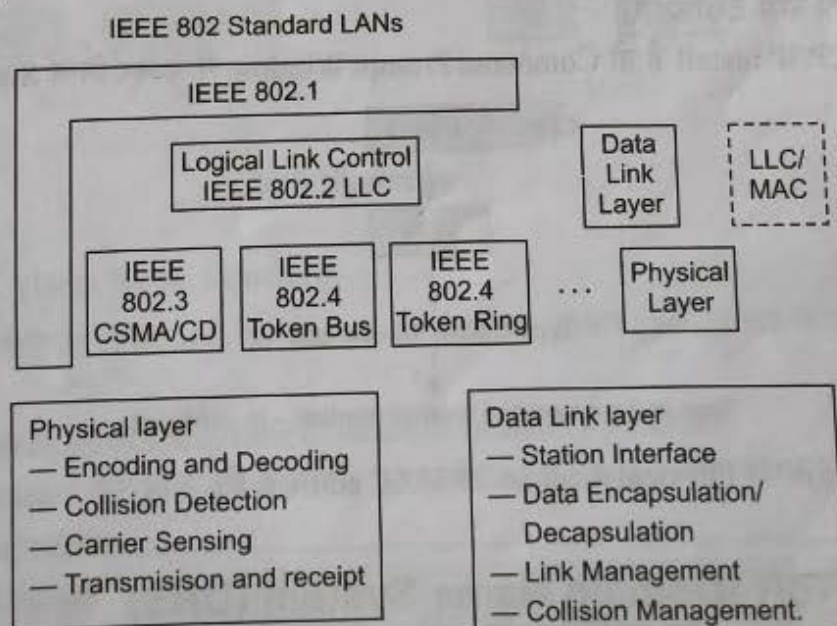 IEEE 802 Standard LANs
IEEE 802.1
Logical Link Control
IEEE 802.2 LLC
Data
Link
Layer
LLC/
MAC
IEEE
802.3
CSMA/CD
IEEE
802.4
Token Bus
IEEE
802.4
Token Ring
...
Physical
Layer
Physical layer
— Encoding and Decoding
— Collision Detection
— Carrier Sensing
— Transmisison and receipt
Data Link layer
— Station Interface
— Data Encapsulation/
Decapsulation
— Link Management
— Collision Management.